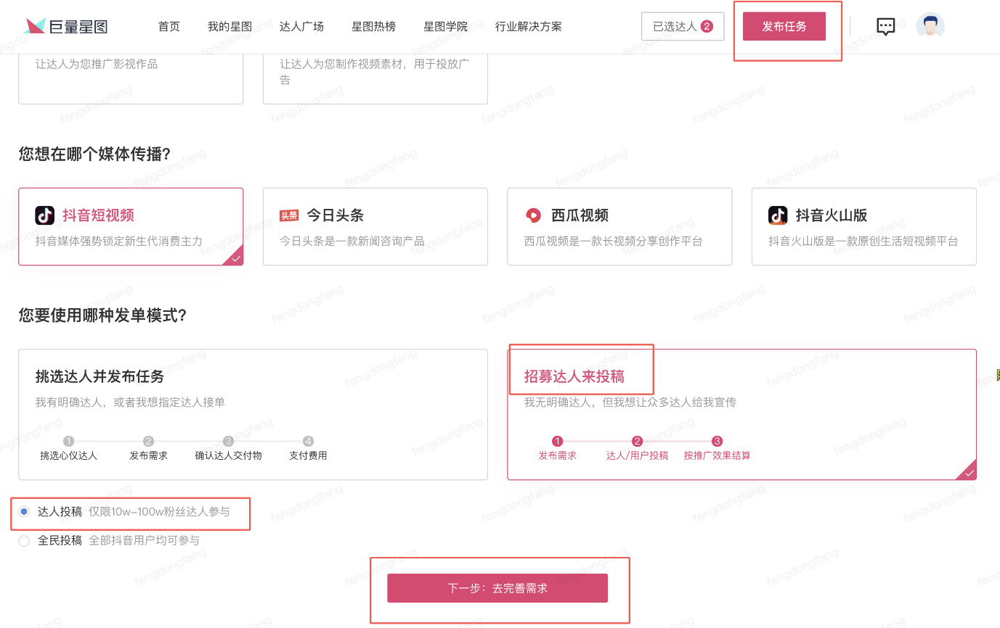 巨量星图 首页 我的星图 达人广场 星图热榜 星图学院 行业解决方案 已选达人 2 发布任务
让达人为您推广影视作品
让达人为您制作视频素材，用于投放广
告
您想在哪个媒体传播?
抖音短视频
抖音媒体强势锁定新生代消费主力
头条 今日头条
今日头条是一款新闻咨询产品
西瓜视频
西瓜视频是一款长视频分享创作平台
抖音火山版
抖音火山版是一款原创生活短视频平台
您要使用哪种发单模式?
挑选达人并发布任务
我有明确达人，或者我想指定达人接单
1 2 3 4
挑选心仪达人 发布需求 确认达人交付物 支付费用
招募达人来投稿
我无明确达人，但我想让众多达人给我宣传
1 2 3
发布需求 达人/用户投稿 按推广效果结算
达人投稿 仅限10w-100w粉丝达人参与
全民投稿 全部抖音用户均可参与
下一步：去完善需求
fengdongfang